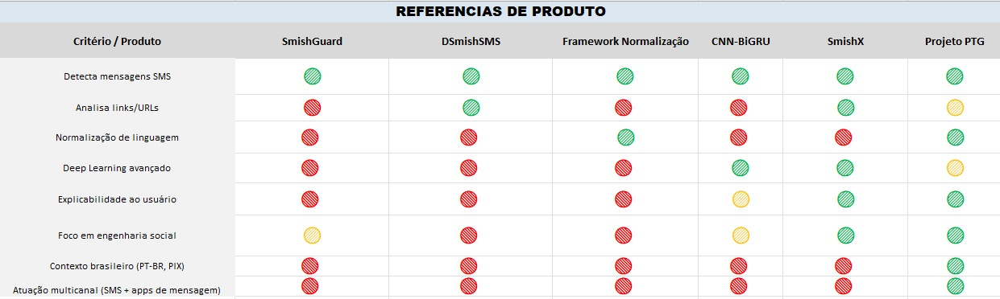 REFERENCIAS DE PRODUTO
Critério / Produto SmishGuard DSmishSMS Framework Normalização CNN-BiGRU SmishX Projeto PTG
Detecta mensagens SMS
Analisa links/URLs
Normalização de linguagem
Deep Learning avançado
Explicabilidade ao usuário
Foco em engenharia social
Contexto brasileiro (PT-BR, PIX)
Atuação multicanal (SMS + apps de mensagem)